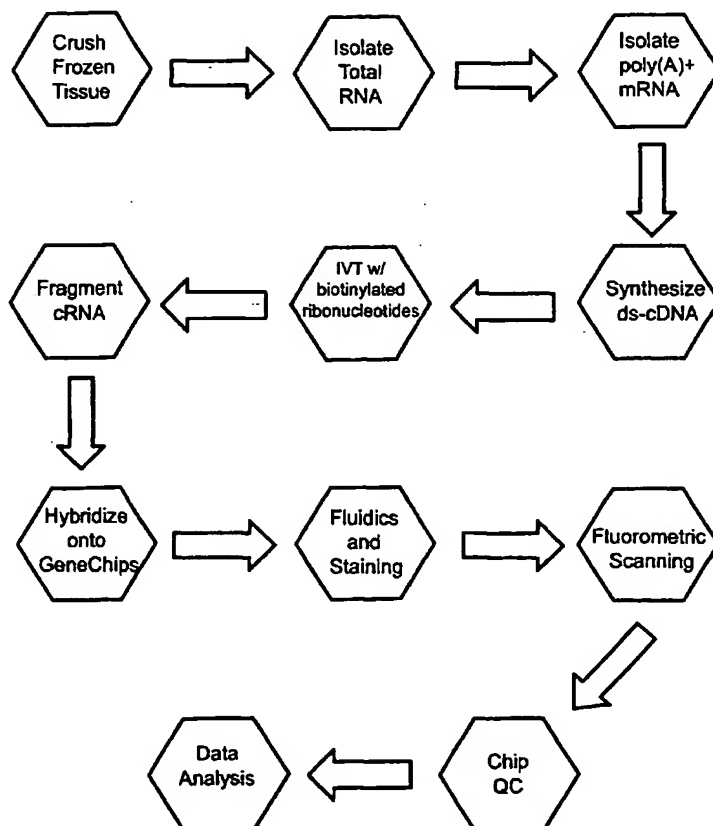 Crush
Frozen
Tissue
Isolate
Total
RNA
Isolate
poly(A)+
mRNA
Synthesize
ds-cDNA
IVT w/
biotinylated
ribonucleotides
Fragment
cRNA
Hybridize
onto
GeneChips
Fluidics
and
Staining
Fluorometric
Scanning
Chip
QC
Data
Analysis